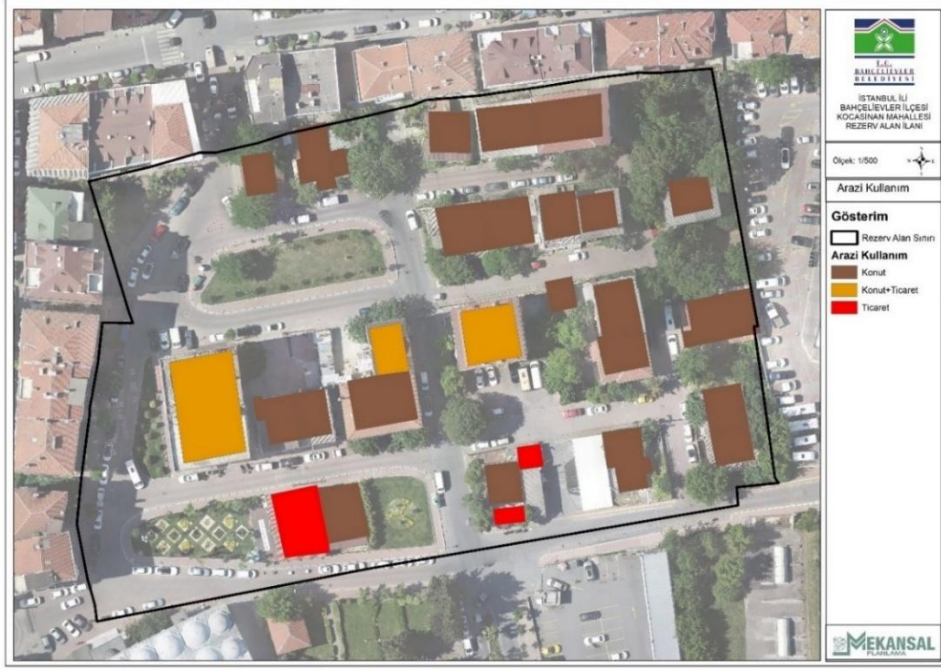 T.C.
BAHÇELİEVLER
BELEDİYESİ
İSTANBUL İLİ
BAHÇELİEVLER İLÇESİ
KOCASİNAN MAHALLESİ
REZERV ALAN İLANI
Ölçek: 1/500
Arazi Kullanım
Gösterim
Rezerv Alan Sınırı
Arazi Kullanım
Konut
Konut+Ticaret
Ticaret
MEKANSAL
PLANLAMA